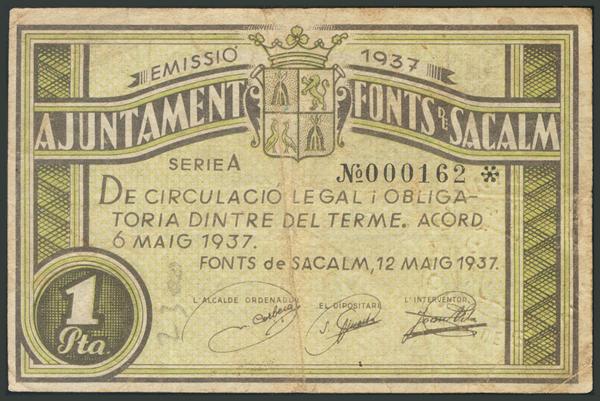 EMISSIÓ 1937
AJUNTAMENT FONTS DE SACALM
SERIE A
№000162 *
DE CIRCULACIÓ LEGAL i OBLIGA-
TORIA DINTRE DEL TERME. ACORD
6 MAIG 1937.
FONTS de SACALM, 12 MAIG 1937.
L'ALCALDE ORDENADOR
EL DIPOSITARI
L'INTERVENTOR,
1
Pta.